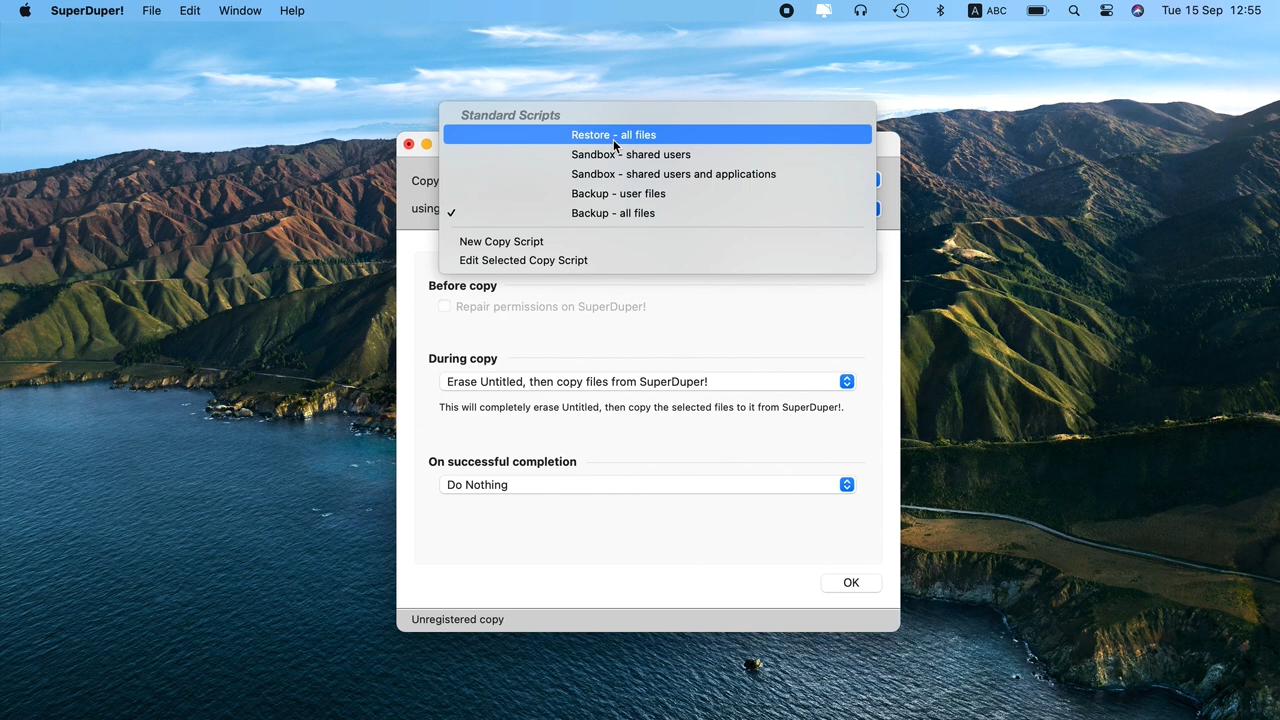 SuperDuper! File Edit Window Help A ABC Tue 15 Sep 12:55
Standard Scripts
Restore - all files
Sandbox - shared users
Copy
Sandbox - shared users and applications
Backup - user files
using
Backup - all files
New Copy Script
Edit Selected Copy Script
Before copy
Repair permissions on SuperDuper!
During copy
Erase Untitled, then copy files from SuperDuper!
This will completely erase Untitled, then copy the selected files to it from SuperDuper!.
On successful completion
Do Nothing
OK
Unregistered copy